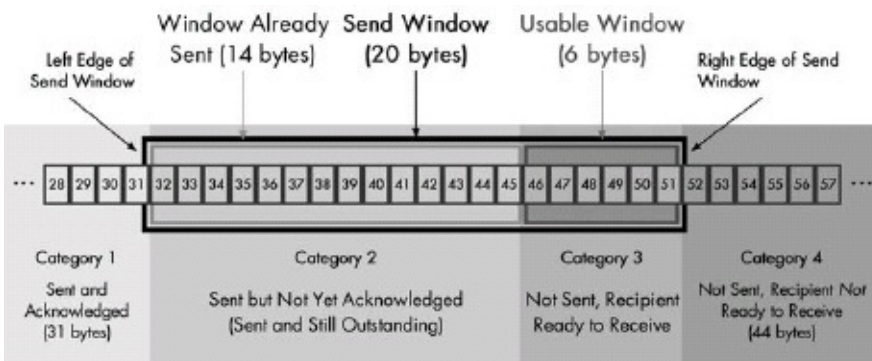 Window Already
Sent (14 bytes)
Send Window
(20 bytes)
Usable Window
(6 bytes)
Left Edge of
Send Window
Right Edge of Send
Window
... 28 29 30 31 32 33 34 35 36 37 38 39 40 41 42 43 44 45 46 47 48 49 50 51 52 53 54 55 56 57 ...
Category 1
Sent and
Acknowledged
(31 bytes)
Category 2
Sent but Not Yet Acknowledged
(Sent and Still Outstanding)
Category 3
Not Sent, Recipient
Ready to Receive
Category 4
Not Sent, Recipient Not
Ready to Receive
(44 bytes)